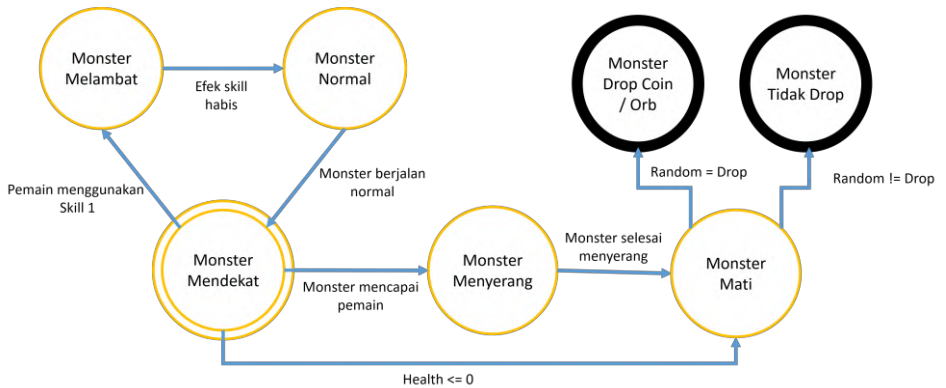 Monster
Melambat
Efek skill
habis
Monster
Normal
Monster
Drop Coin
/ Orb
Monster
Tidak Drop
Pemain menggunakan
Skill 1
Monster berjalan
normal
Random = Drop
Random != Drop
Monster
Mendekat
Monster mencapai
pemain
Monster
Menyerang
Monster selesai
menyerang
Monster
Mati
Health <= 0